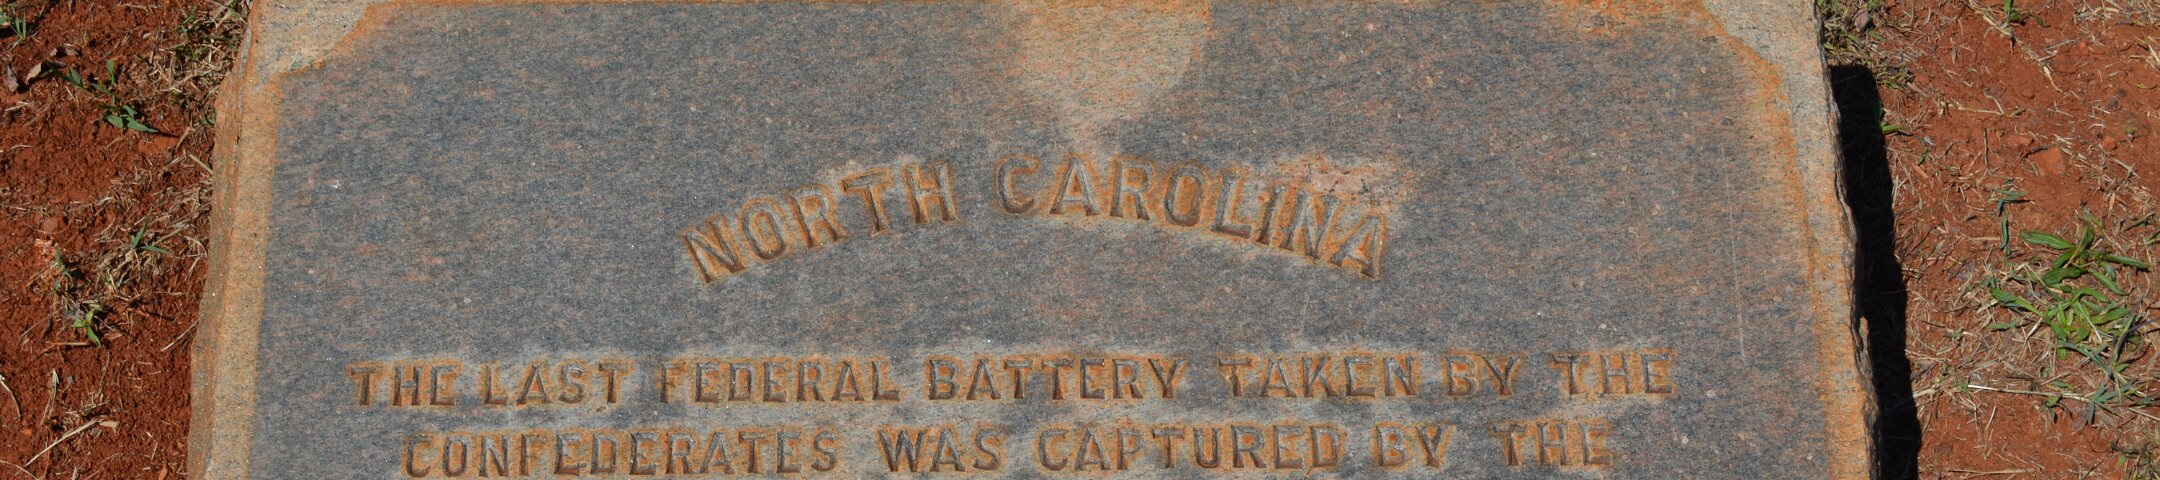 NORTH CAROLINA
THE LAST FEDERAL BATTERY TAKEN BY THE
CONFEDERATES WAS CAPTURED BY THE